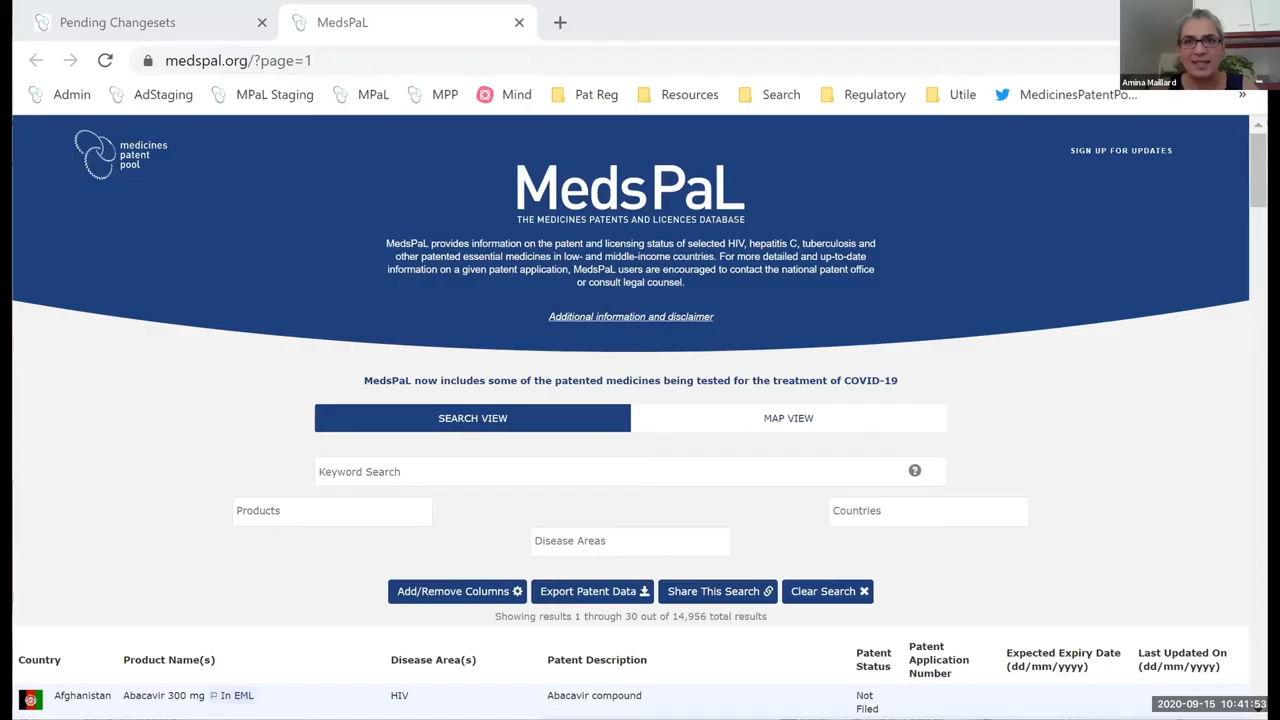 Pending Changesets
MedsPaL
medspal.org/?page=1
Amina Maillard
Admin
AdStaging
MPaL Staging
MPaL
MPP
Mind
Pat Reg
Resources
Search
Regulatory
Utile
MedicinesPatentPo...
»
medicines
patent
pool
SIGN UP FOR UPDATES
MedsPaL
THE MEDICINES PATENTS AND LICENCES DATABASE
MedsPaL provides information on the patent and licensing status of selected HIV, hepatitis C, tuberculosis and
other patented essential medicines in low- and middle-income countries. For more detailed and up-to-date
information on a given patent application, MedsPaL users are encouraged to contact the national patent office
or consult legal counsel.
Additional information and disclaimer
MedsPaL now includes some of the patented medicines being tested for the treatment of COVID-19
SEARCH VIEW
MAP VIEW
Keyword Search
Products
Countries
Disease Areas
Add/Remove Columns
Export Patent Data
Share This Search
Clear Search
Showing results 1 through 30 out of 14,956 total results
Country
Product Name(s)
Disease Area(s)
Patent Description
Patent
Status
Patent
Application
Number
Expected Expiry Date
(dd/mm/yyyy)
Last Updated On
(dd/mm/yyyy)
Afghanistan
Abacavir 300 mg
In EML
HIV
Abacavir compound
Not
Filed
2020-09-15 10:41:53